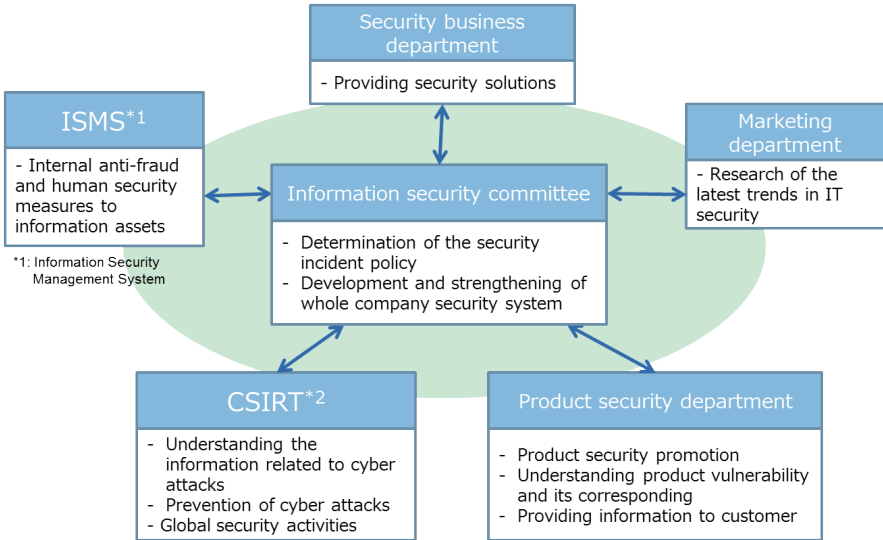 Security business
department
- Providing security solutions
ISMS*1
- Internal anti-fraud
and human security
measures to
information assets
*1: Information Security
Management System
Information security committee
- Determination of the security
incident policy
- Development and strengthening of
whole company security system
Marketing
department
- Research of the
latest trends in IT
security
CSIRT*2
- Understanding the
information related to cyber
attacks
- Prevention of cyber attacks
- Global security activities
Product security department
- Product security promotion
- Understanding product vulnerability
and its corresponding
- Providing information to customer